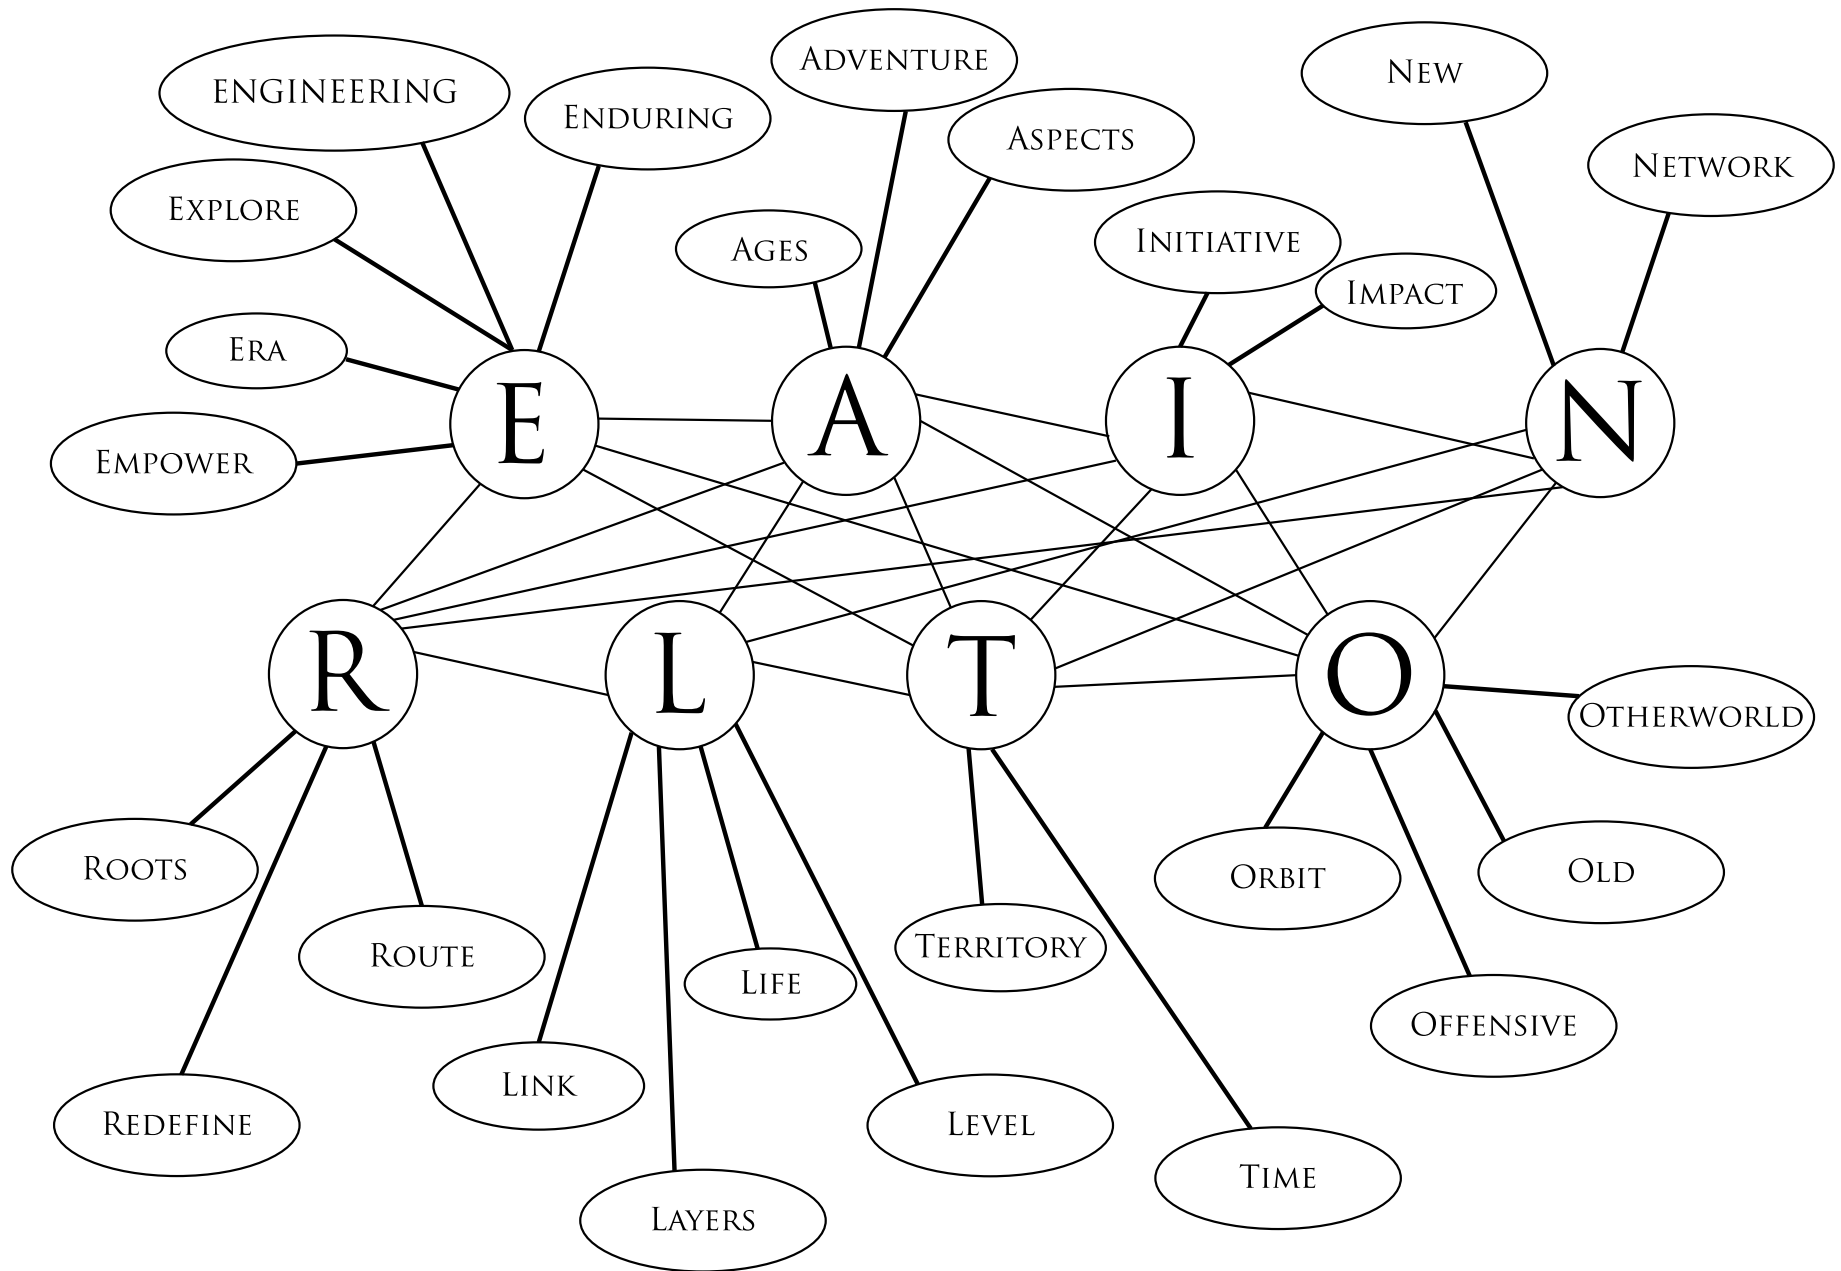 Adventure
New
ENGINEERING
Enduring
Aspects
Network
Explore
Ages
Initiative
Impact
Era
Empower
E
A
I
N
R
L
T
O
Otherworld
Roots
Orbit
Old
Route
Territory
Life
Offensive
Link
Redefine
Level
Time
Layers